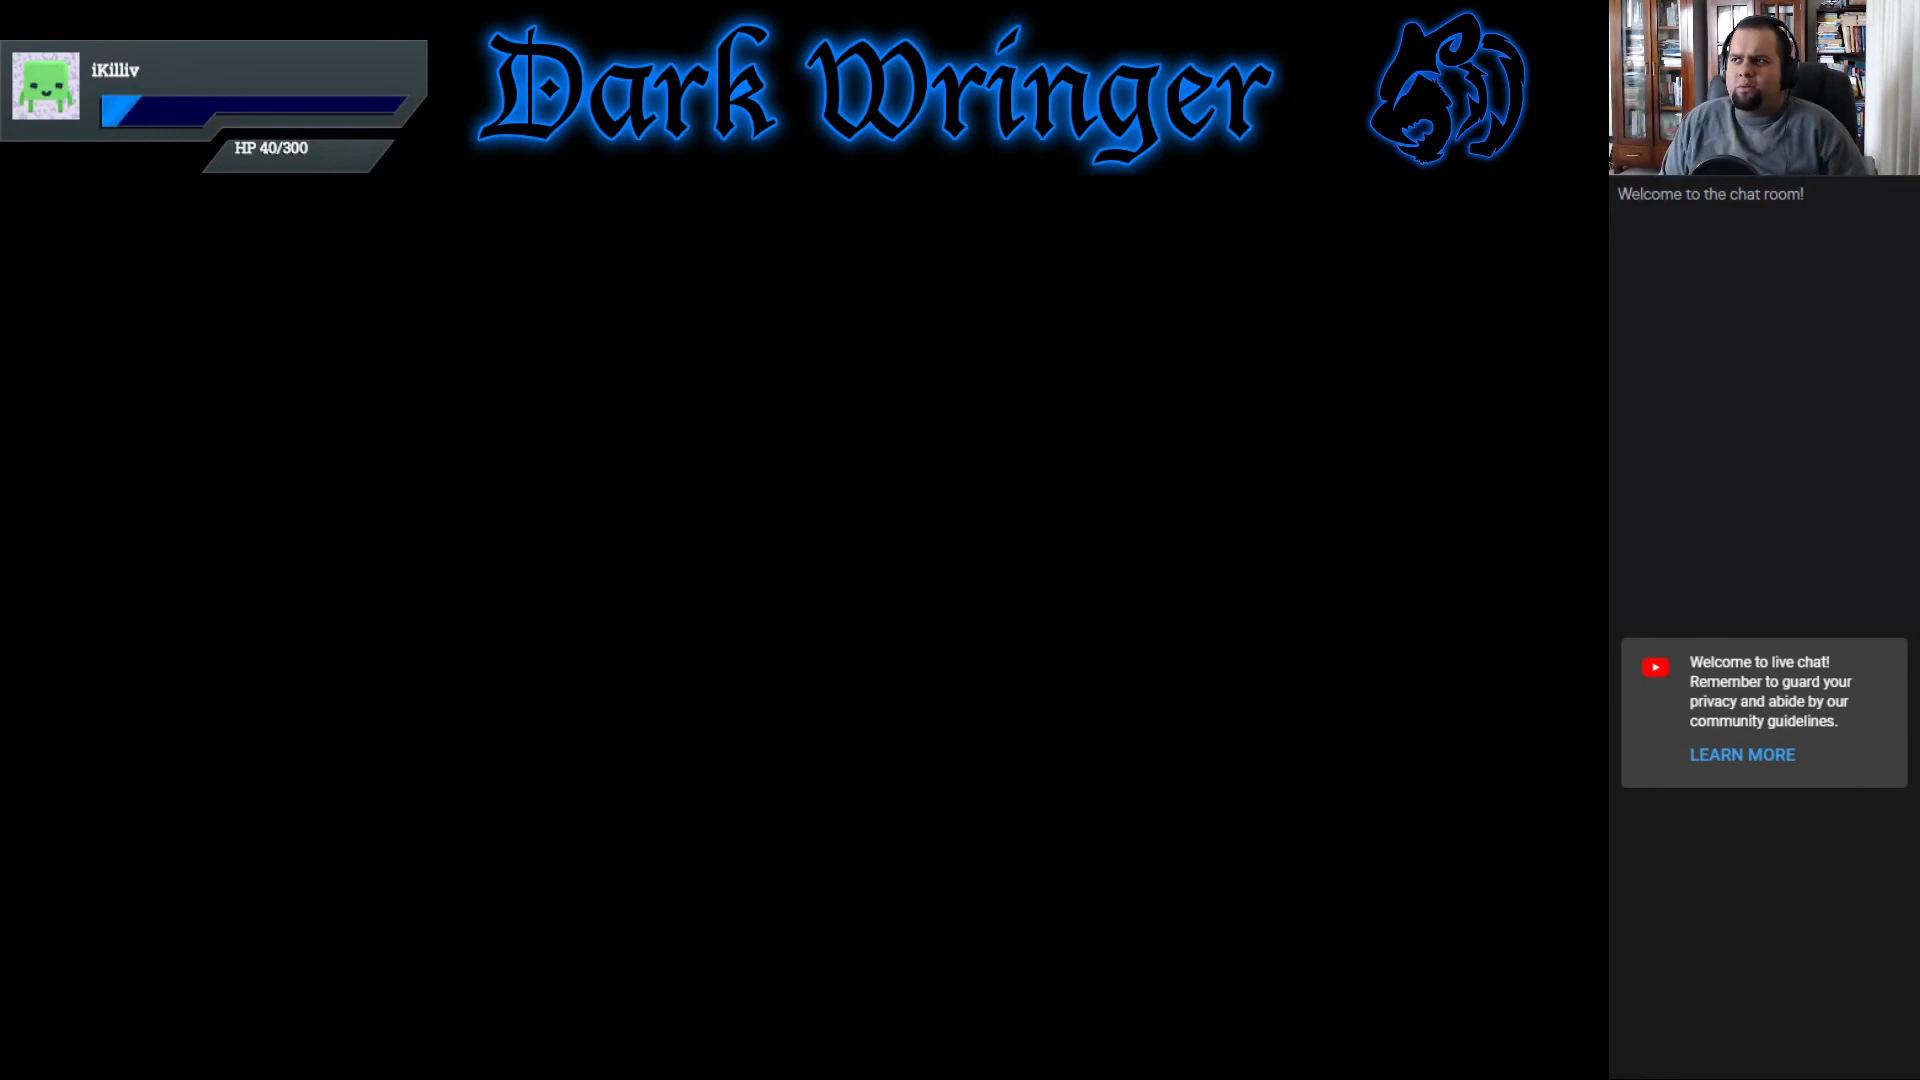 iKilliv
HP 40/300
Dark Wringer
Welcome to the chat room!
Welcome to live chat!
Remember to guard your
privacy and abide by our
community guidelines.
LEARN MORE